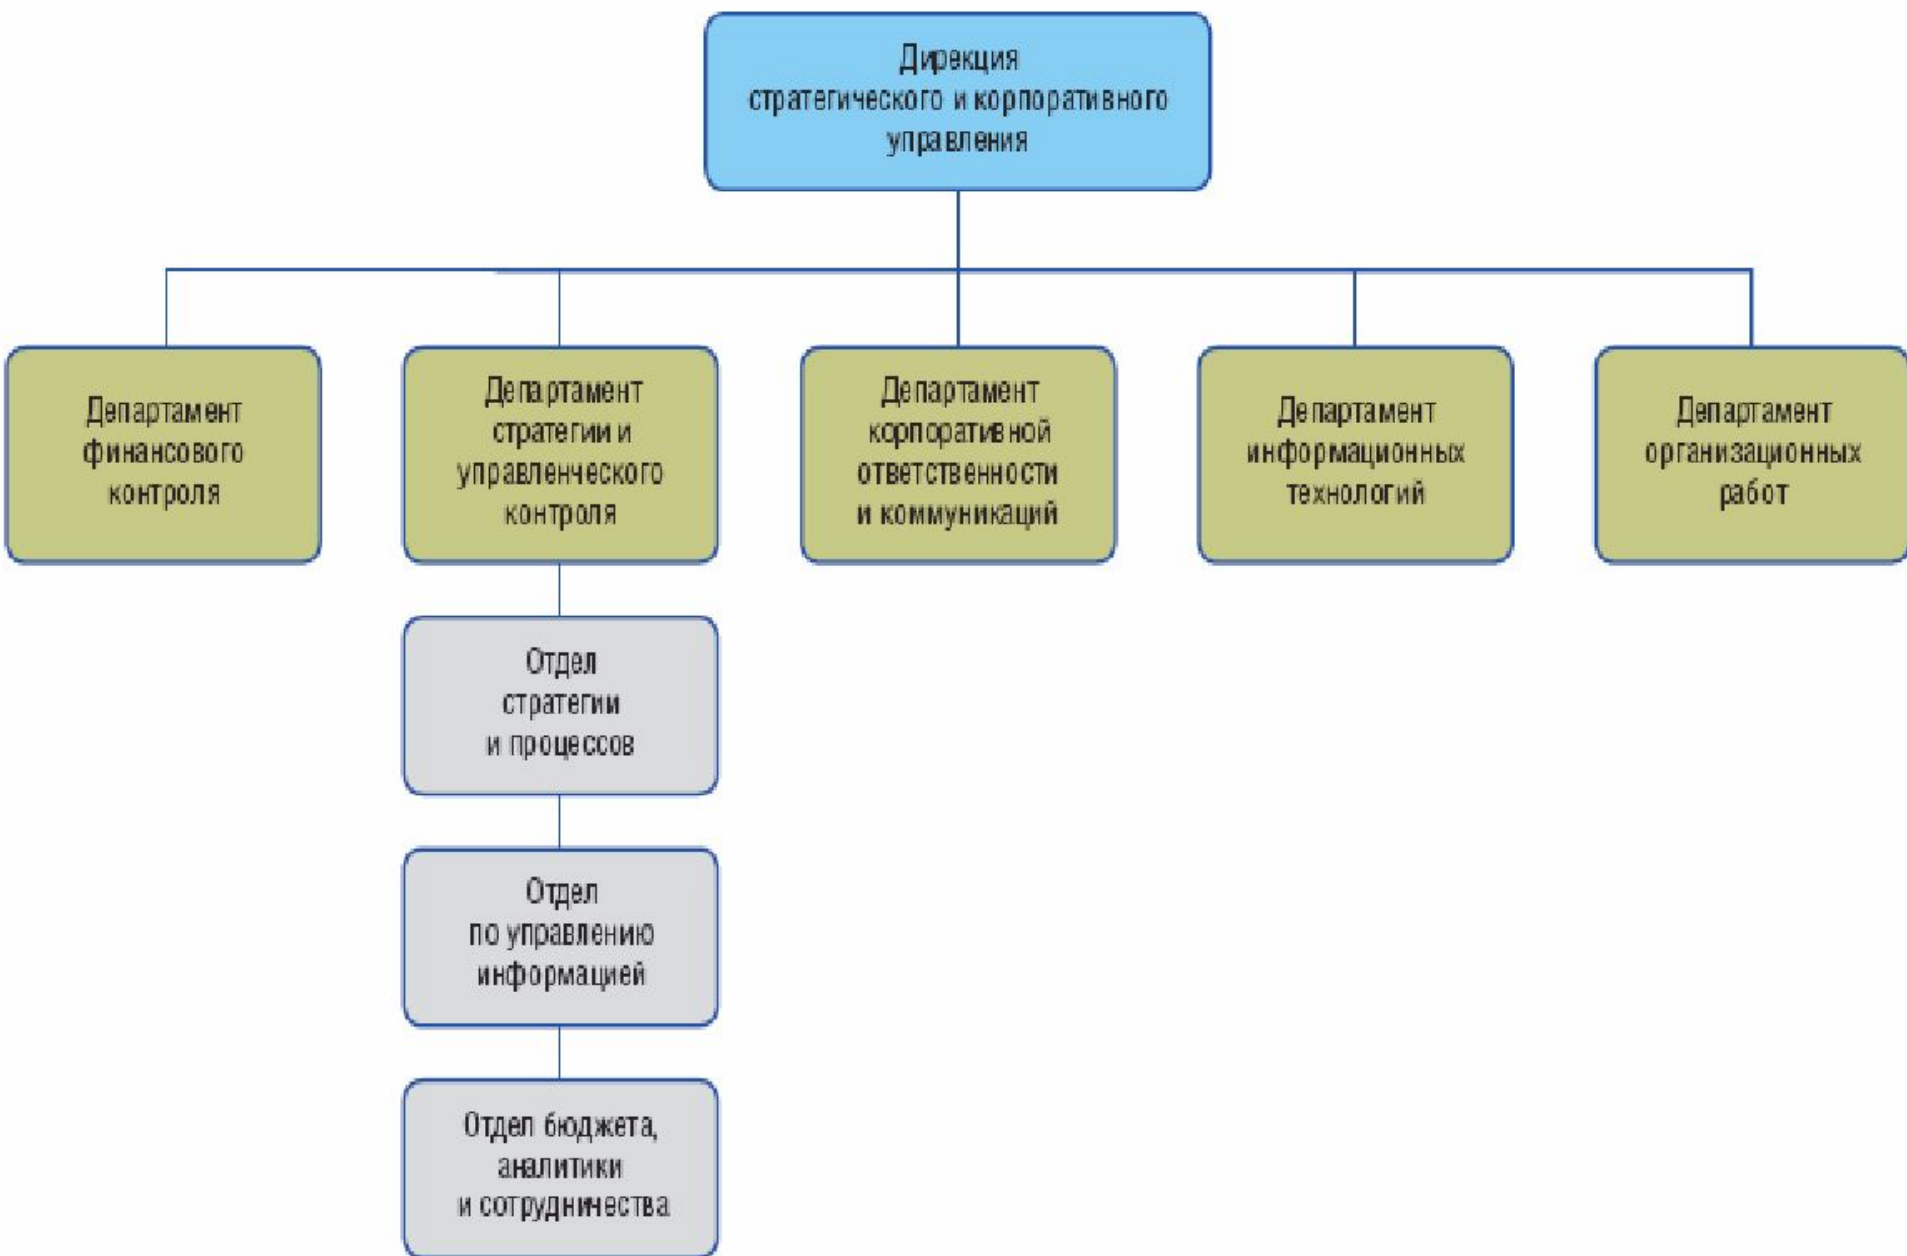 Дирекция
стратегического и корпоративного
управления
Департамент
финансового
контроля
Департамент
стратегии и
управленческого
контроля
Департамент
корпоративной
ответственности
и коммуникаций
Департамент
информационных
технологий
Департамент
организационных
работ
Отдел
стратегии
и процессов
Отдел
по управлению
информацией
Отдел бюджета,
аналитики
и сотрудничества